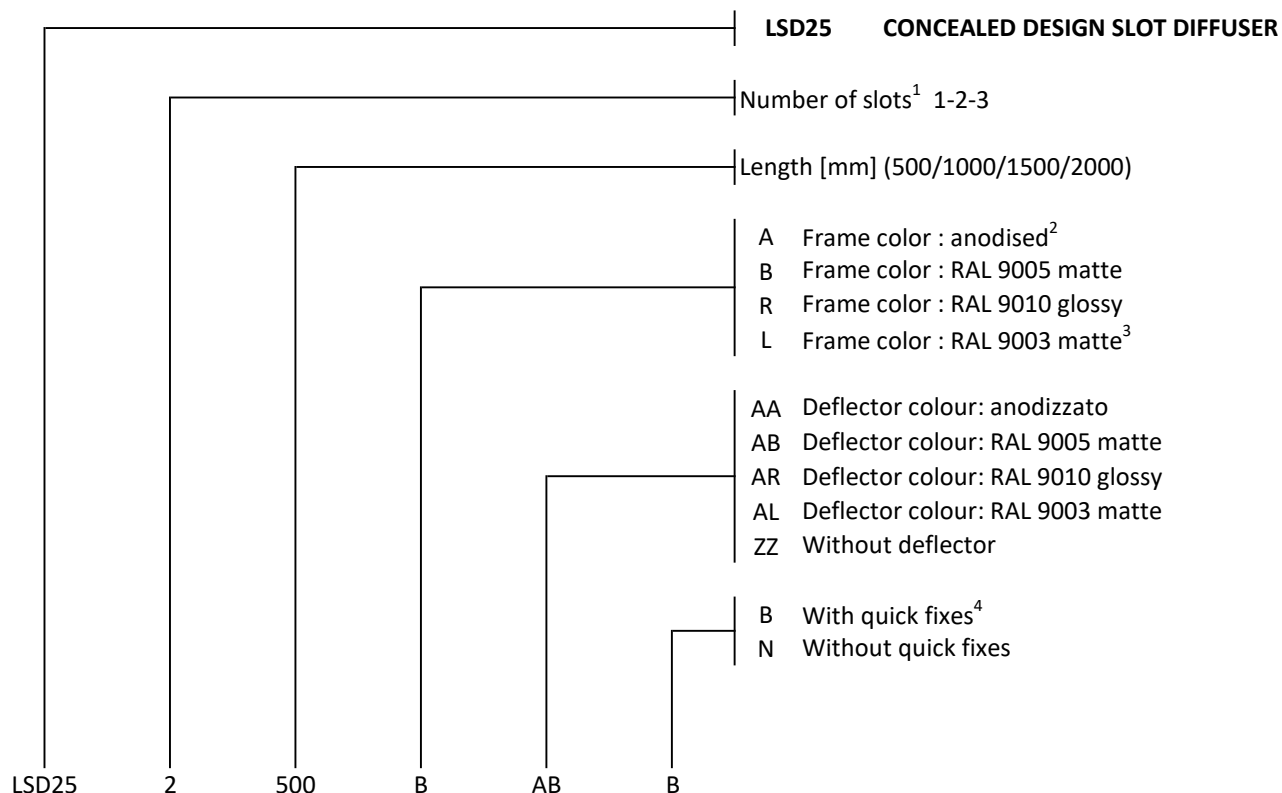 LSD25 CONCEALED DESIGN SLOT DIFFUSER
Number of slots¹ 1-2-3
Length [mm] (500/1000/1500/2000)
A Frame color : anodised²
B Frame color : RAL 9005 matte
R Frame color : RAL 9010 glossy
L Frame color : RAL 9003 matte³
AA Deflector colour: anodizzato
AB Deflector colour: RAL 9005 matte
AR Deflector colour: RAL 9010 glossy
AL Deflector colour: RAL 9003 matte
ZZ Without deflector
B With quick fixes⁴
N Without quick fixes
LSD25 2 500 B AB B